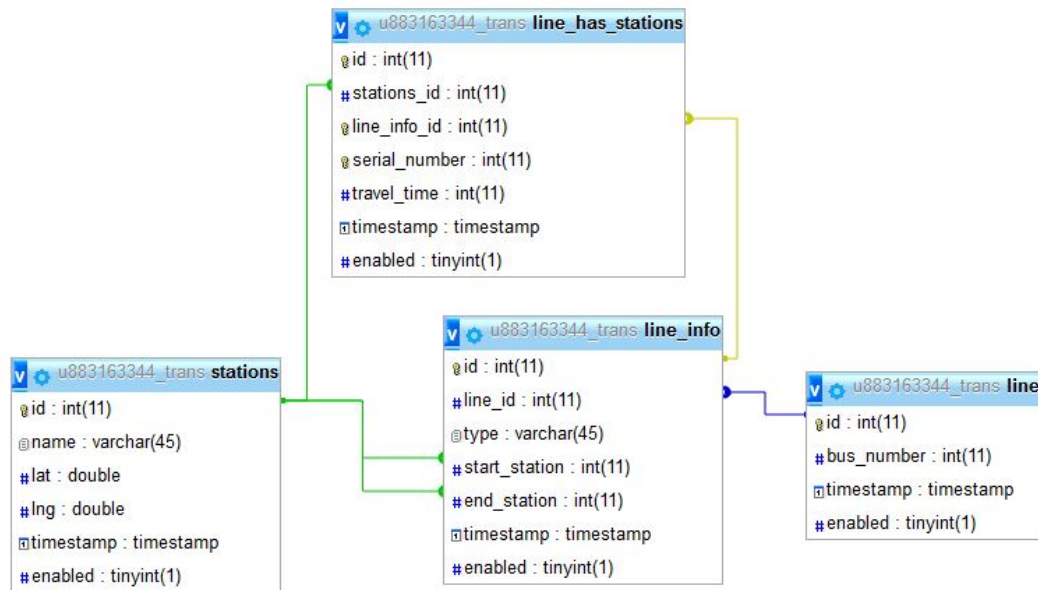 v u883163344_trans line_has_stations
id : int(11)
#stations_id : int(11)
line_info_id : int(11)
serial_number : int(11)
#travel_time : int(11)
timestamp : timestamp
#enabled : tinyint(1)
v u883163344_trans stations
id : int(11)
name : varchar(45)
#lat : double
#lng : double
timestamp : timestamp
#enabled : tinyint(1)
v u883163344_trans line_info
id : int(11)
#line_id : int(11)
type : varchar(45)
#start_station : int(11)
#end_station : int(11)
timestamp : timestamp
#enabled : tinyint(1)
v u883163344_trans line
id : int(11)
#bus_number : int(11)
timestamp : timestamp
#enabled : tinyint(1)